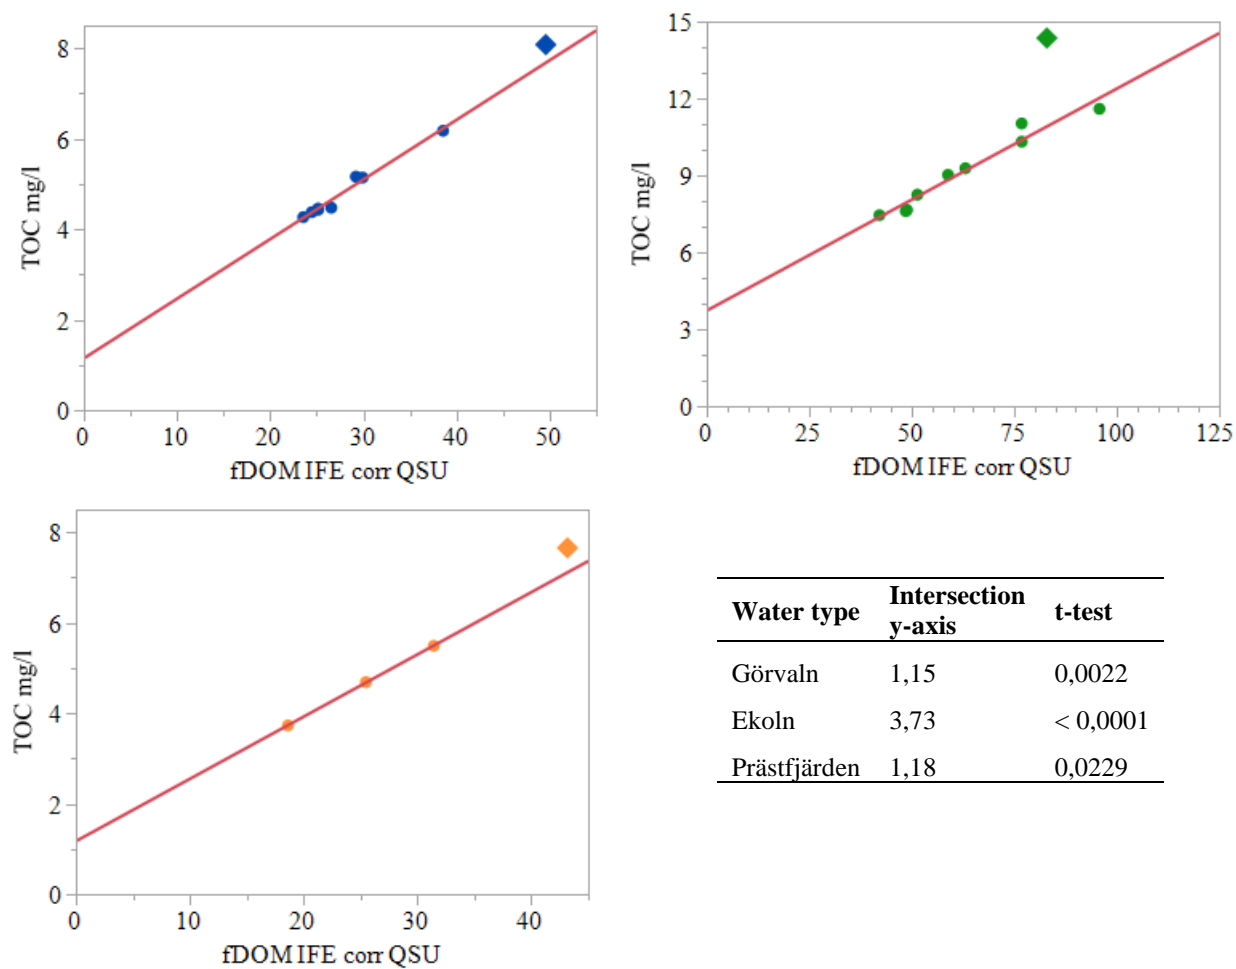 8
6
4
2
0
TOC mg/l
0 10 20 30 40 50
fDOM IFE corr QSU
15
12
9
6
3
0
TOC mg/l
0 25 50 75 100 125
fDOM IFE corr QSU
8
6
4
2
0
TOC mg/l
0 10 20 30 40
fDOM IFE corr QSU
Water type Intersection y-axis t-test
Görvaln 1,15 0,0022
Ekoln 3,73 < 0,0001
Prästfjärden 1,18 0,0229